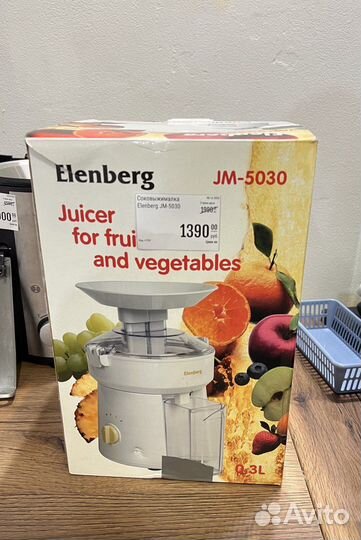 Elenberg
JM-5030
Соковыжималка
Elenberg JM-5030
1390 00
руб.
Juicer
for frui
and vegetables
Elenberg
0.3L
Avito